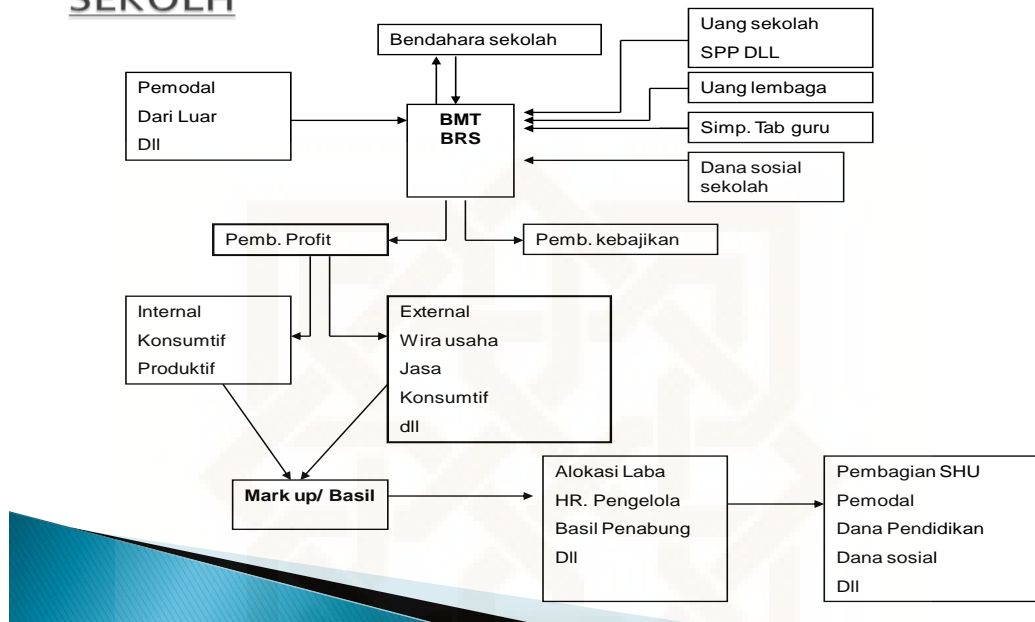 SEKOLH
Bendahara sekolah
Uang sekolah
SPP DLL
Pemodal
Dari Luar
Dll
BMT
BRS
Uang lembaga
Simp. Tab guru
Dana sosial
sekolah
Pemb. Profit
Pemb. kebajikan
Internal
Konsumtif
Produktif
External
Wira usaha
Jasa
Konsumtif
dll
Mark up/ Basil
Alokasi Laba
HR. Pengelola
Basil Penabung
Dll
Pembagian SHU
Pemodal
Dana Pendidikan
Dana sosial
Dll